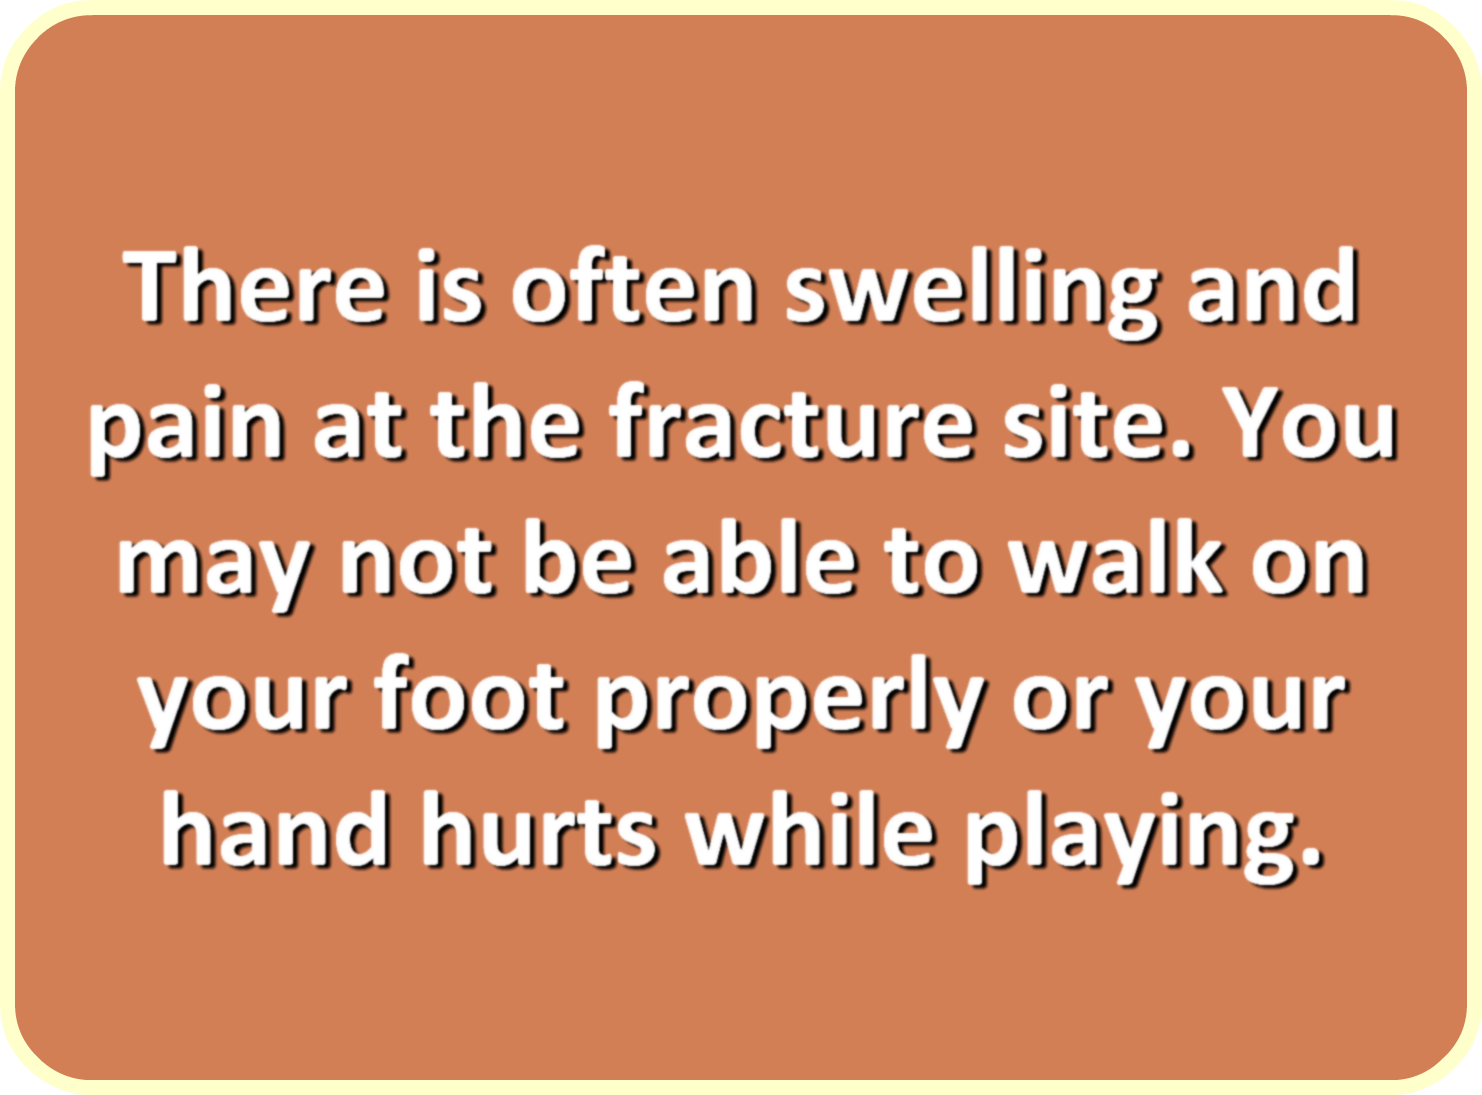 There is often swelling and
pain at the fracture site. You
may not be able to walk on
your foot properly or your
hand hurts while playing.